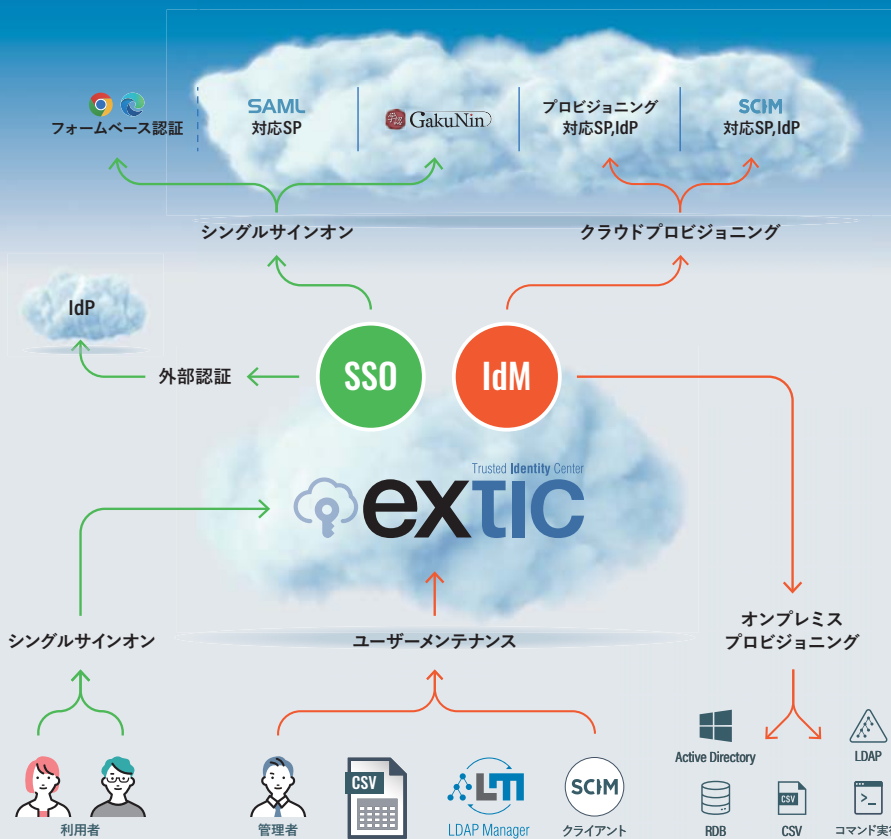 フォームベース認証
SAML
対応SP
GakuNin
プロビジョニング
対応SP,IdP
SCIM
対応SP,IdP
シングルサインオン
クラウドプロビジョニング
IdP
外部認証
SSO
IdM
Trusted Identity Center
extic
シングルサインオン
ユーザーメンテナンス
オンプレミス
プロビジョニング
利用者
管理者
CSV
LM
LDAP Manager
SCIM
クライアント
Active Directory
LDAP
RDB
CSV
CSV
>_
コマンド実